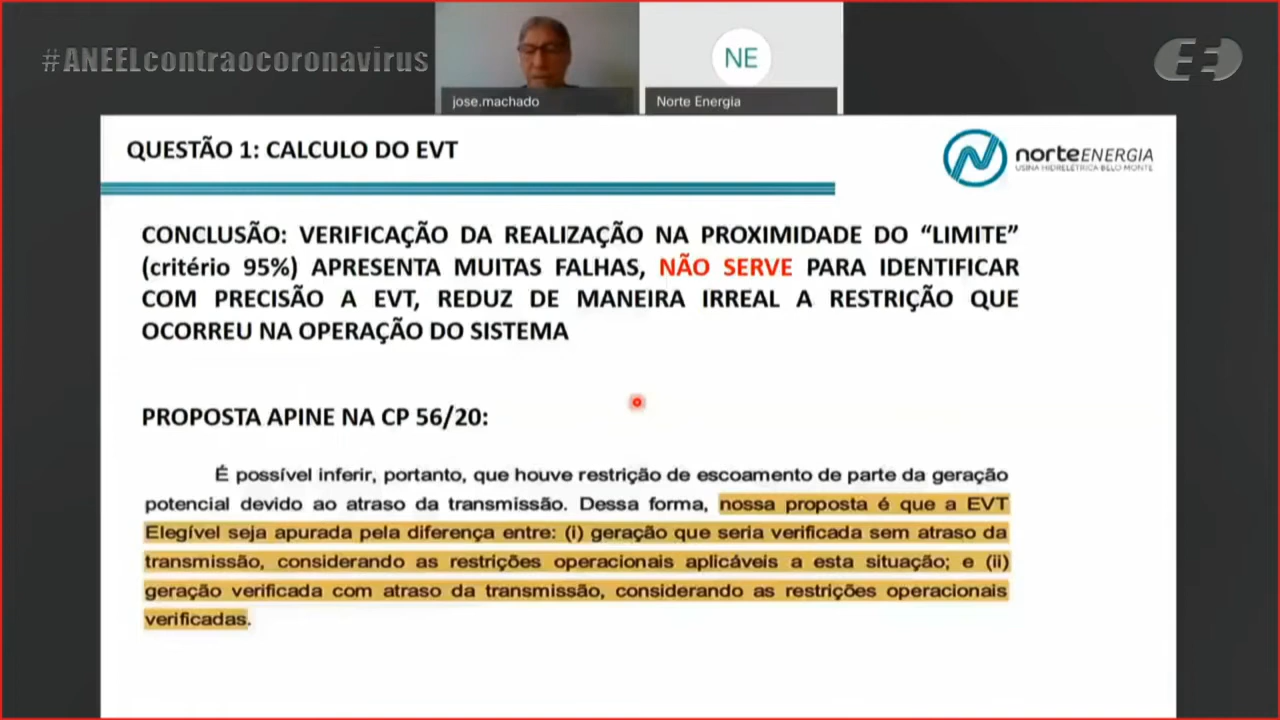 #ANEELcontraocoronavirus
NE
jose.machado
Norte Energia
QUESTÃO 1: CALCULO DO EVT
norteENERGIA
USINA HIDRELÉTRICA BELO MONTE
CONCLUSÃO: VERIFICAÇÃO DA REALIZAÇÃO NA PROXIMIDADE DO “LIMITE”
(critério 95%) APRESENTA MUITAS FALHAS, NÃO SERVE PARA IDENTIFICAR
COM PRECISÃO A EVT, REDUZ DE MANEIRA IRREAL A RESTRIÇÃO QUE
OCORREU NA OPERAÇÃO DO SISTEMA
PROPOSTA APINE NA CP 56/20:
É possível inferir, portanto, que houve restrição de escoamento de parte da geração
potencial devido ao atraso da transmissão. Dessa forma, nossa proposta é que a EVT
Elegível seja apurada pela diferença entre: (i) geração que seria verificada sem atraso da
transmissão, considerando as restrições operacionais aplicáveis a esta situação; e (ii)
geração verificada com atraso da transmissão, considerando as restrições operacionais
verificadas.